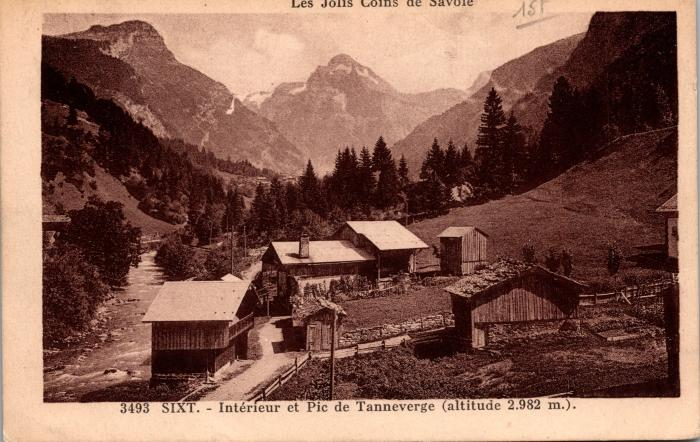 Les Jolis Coins de Savoie
151
3493 SIXT. - Intérieur et Pic de Tanneverge (altitude 2.982 m.).